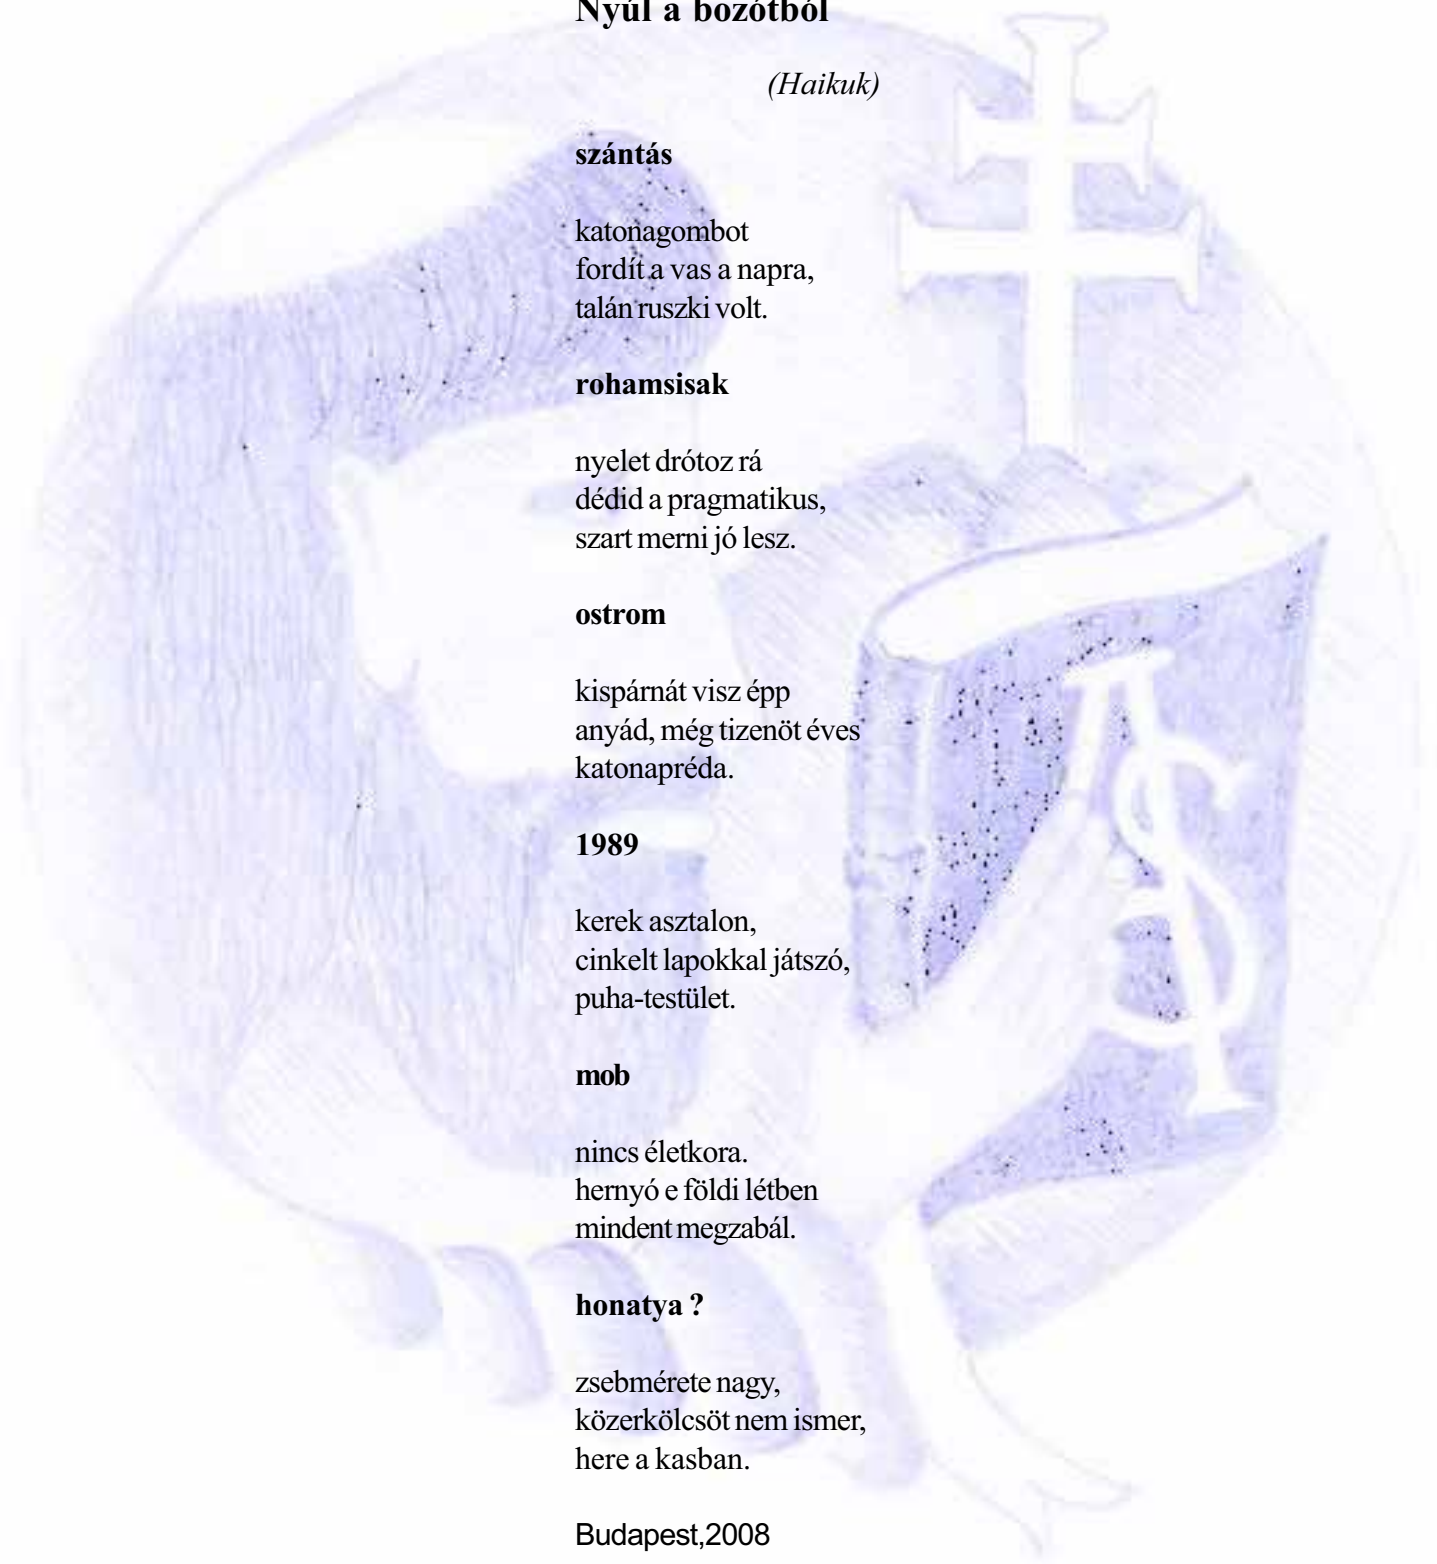 Nyúl a bozótból
(Haikuk)
szántás
katonagombot
fordít a vas a napra,
talán ruszki volt.
rohamsisak
nyelet drótoz rá
dédid a pragmatikus,
szart merni jó lesz.
ostrom
kispárnát visz épp
anyád, még tizenöt éves
katonapréda.
1989
kerek asztalon,
cinkelt lapokkal játszó,
puha-testület.
mob
nincs életkora.
hernyó e földi létben
mindent megzabál.
honatya ?
zsebmérete nagy,
közerkölcsöt nem ismer,
here a kasban.
Budapest,2008